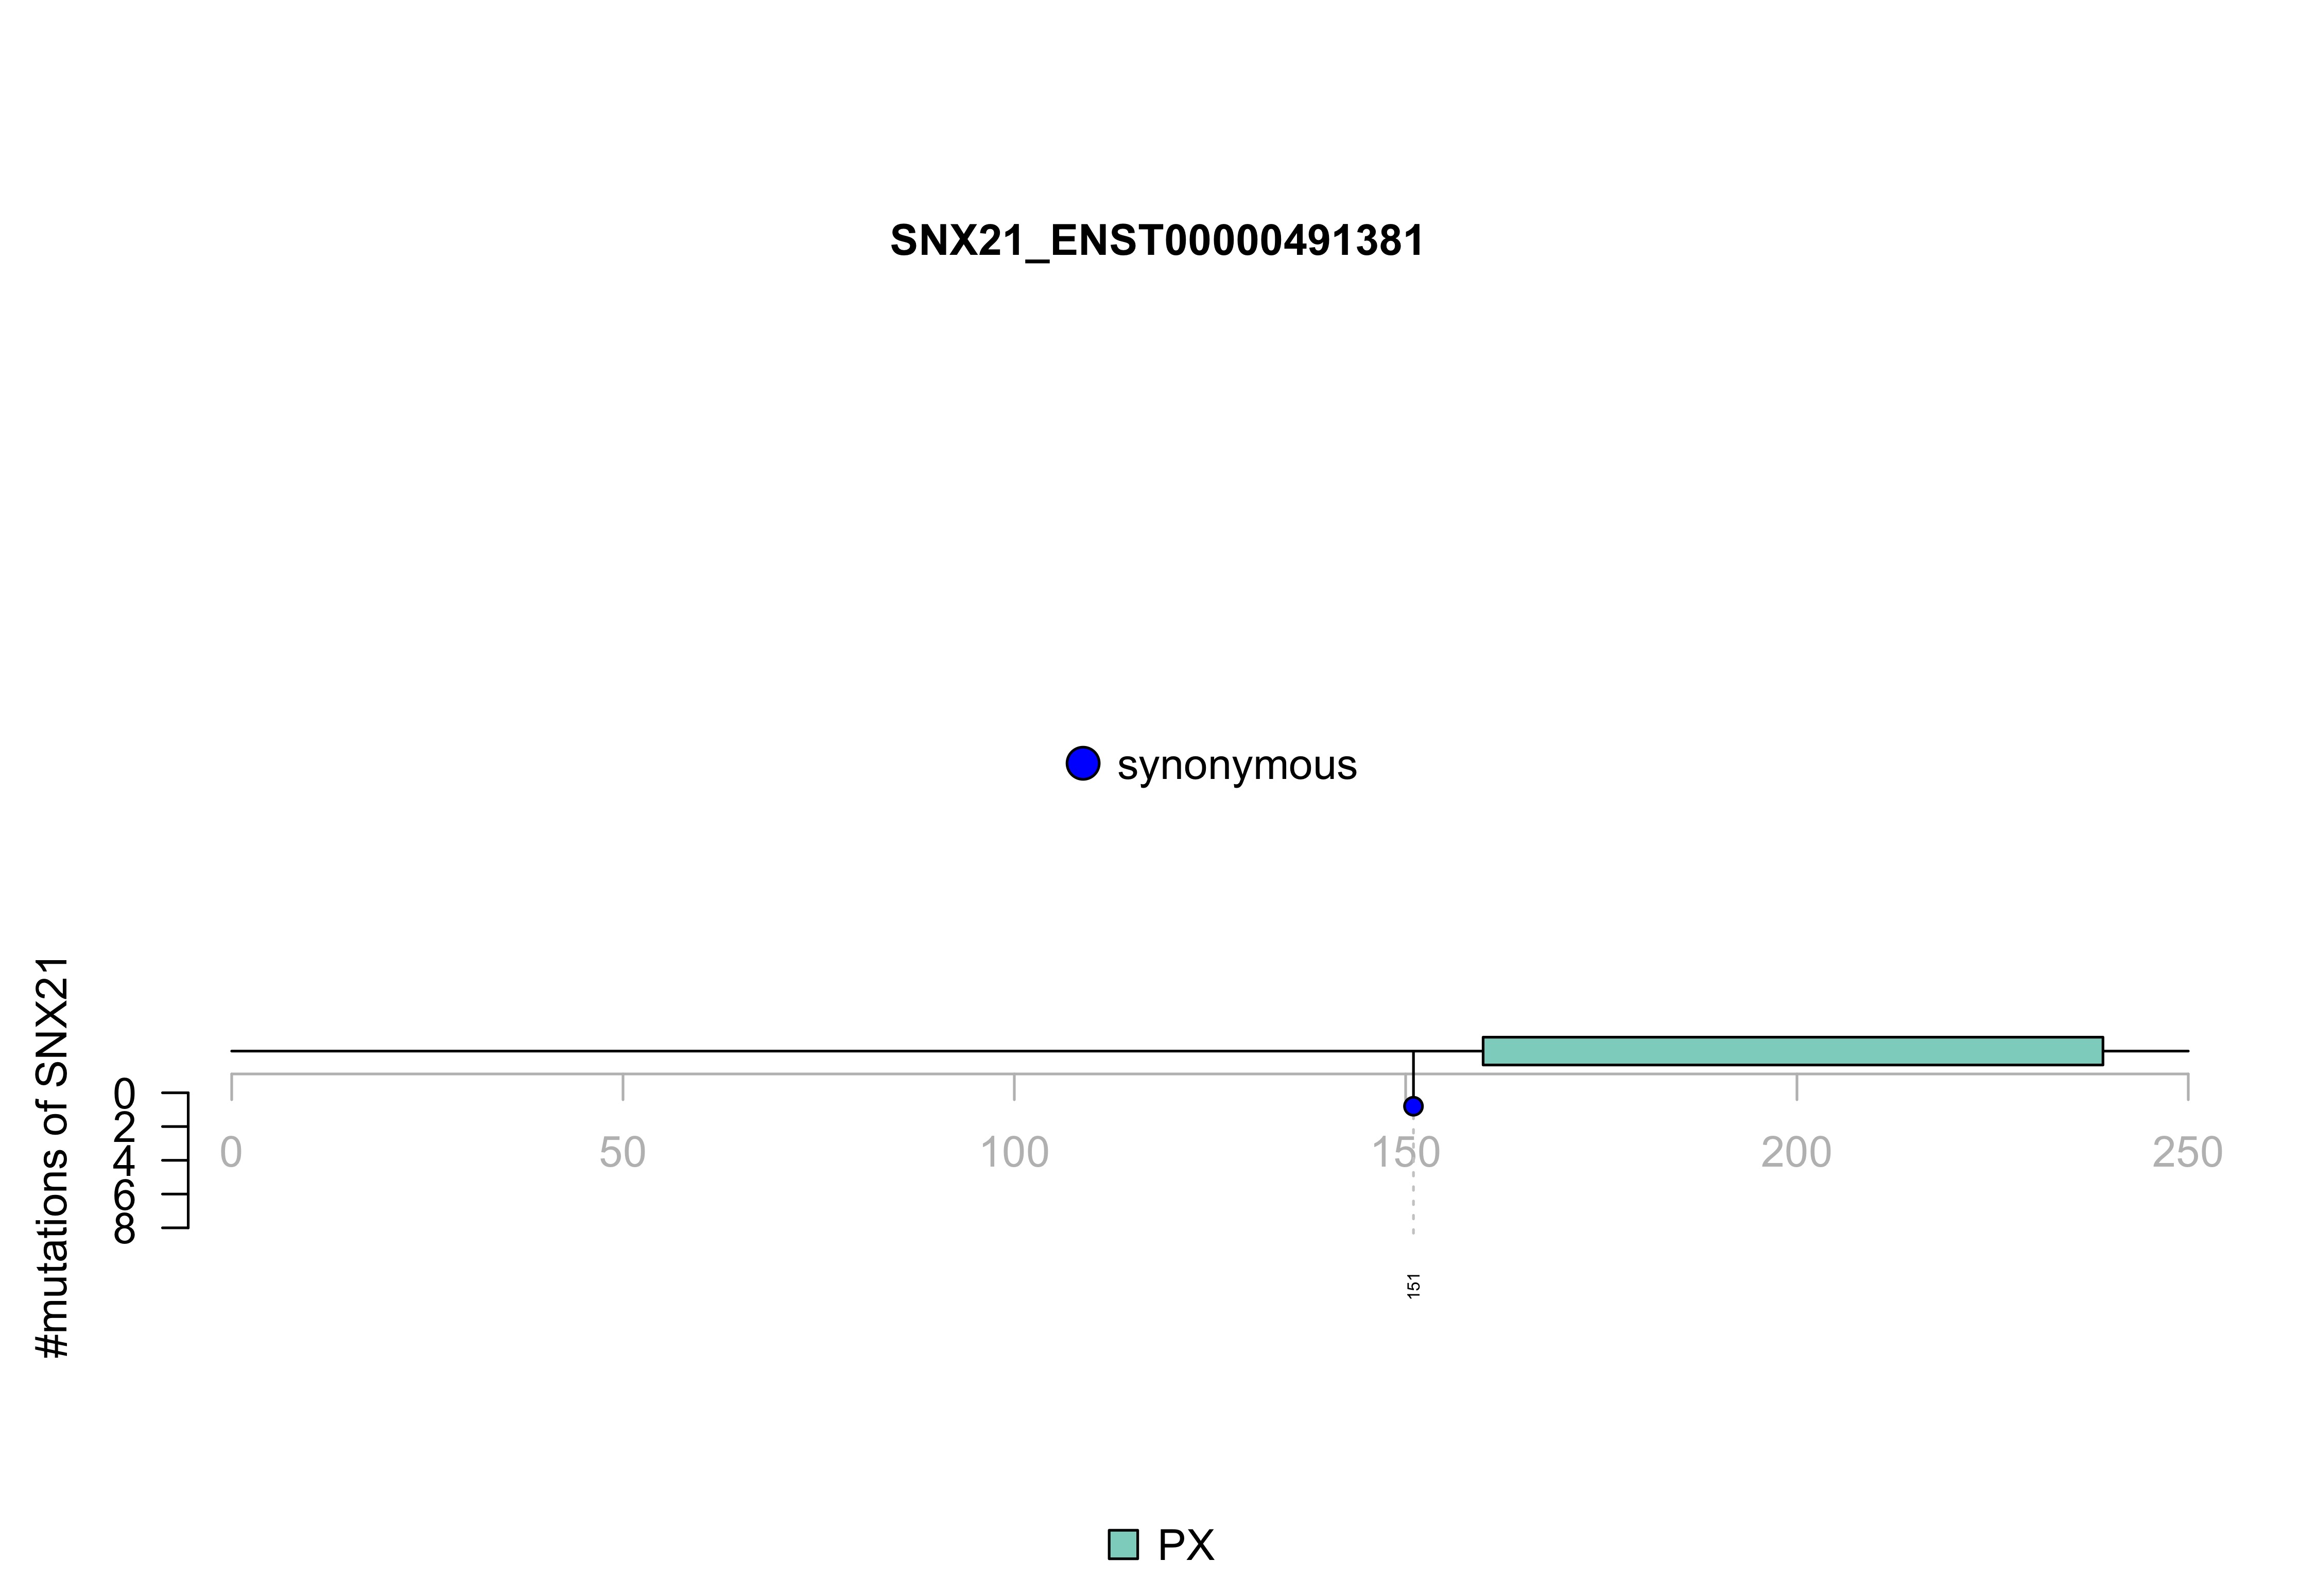 SNX21_ENST00000491381
synonymous
#mutations of SNX21
0
2
4
6
8
0 50 100 150 200 250
151
PX